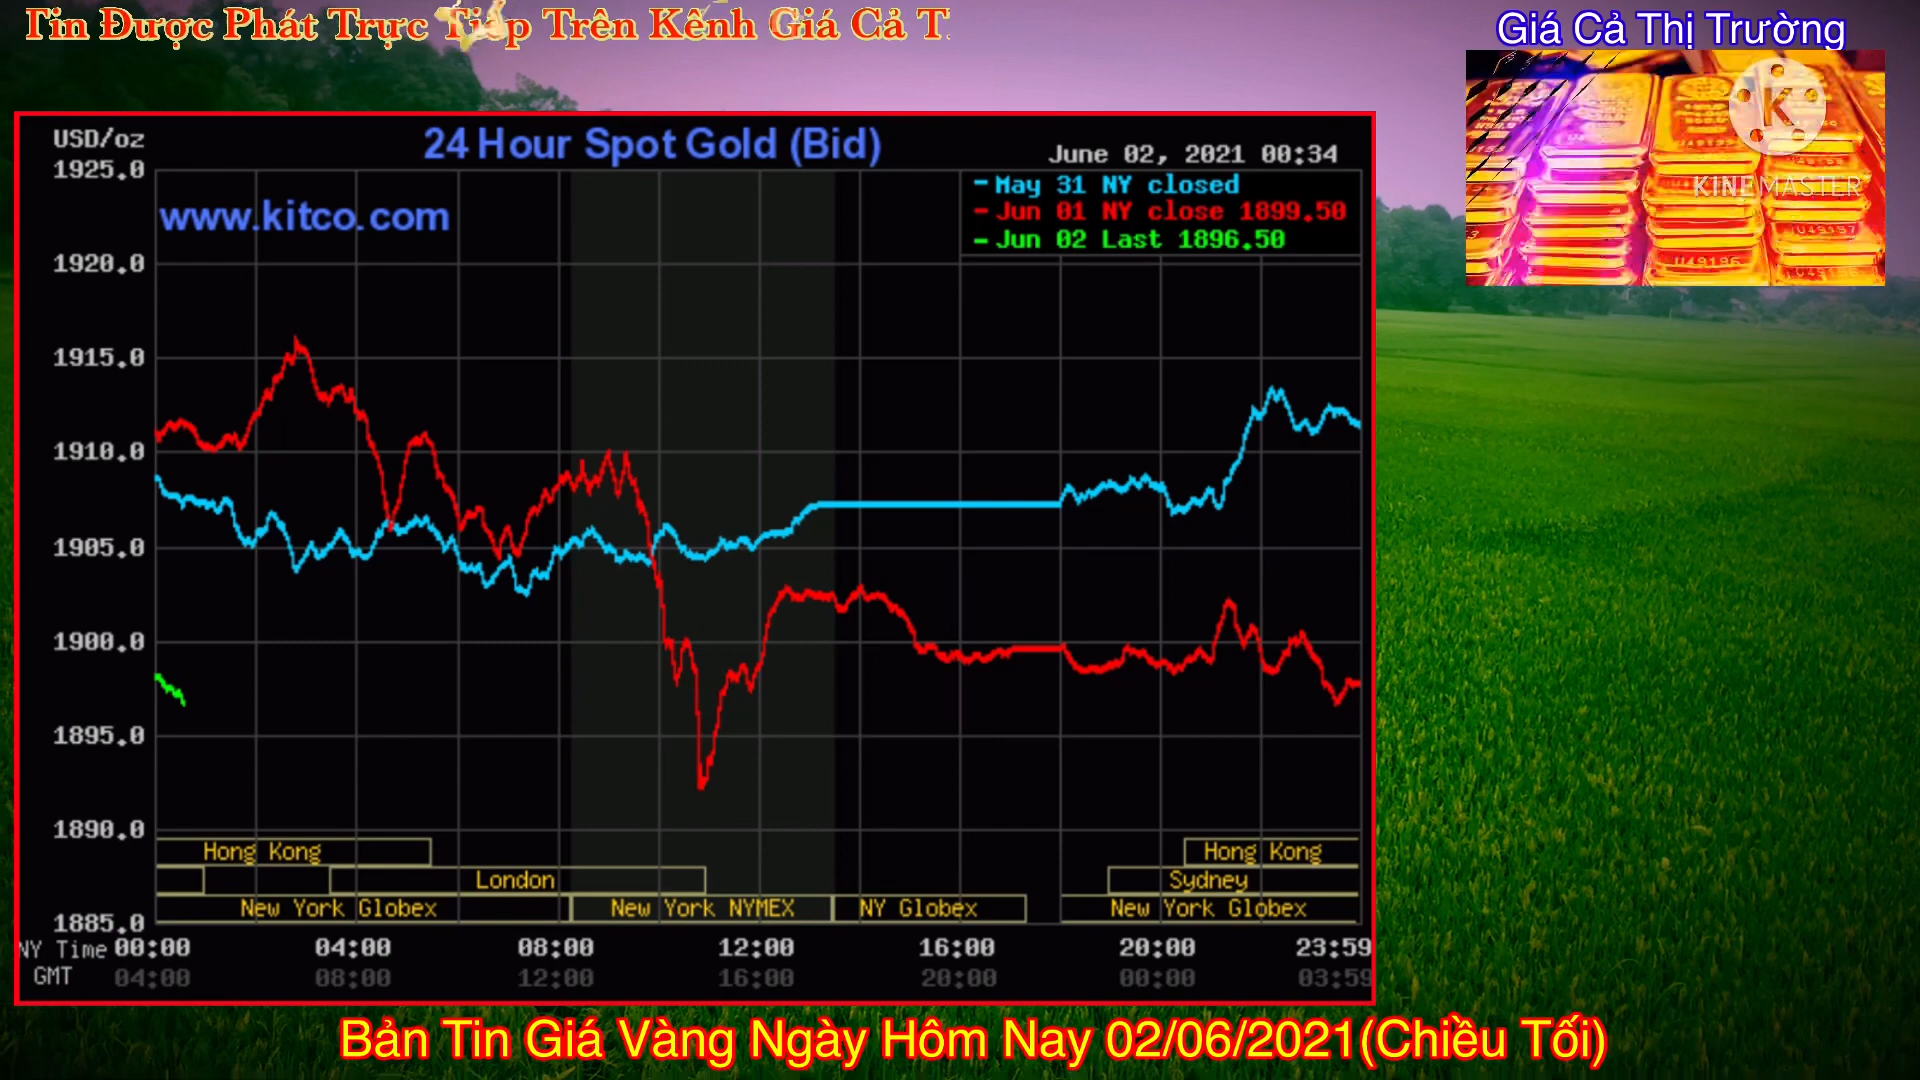 Tin Được Phát Trực Tiếp Trên Kênh Giá Cả T
Giá Cả Thị Trường
KINEMASTER
K
U49196
USD/oz
24 Hour Spot Gold (Bid)
June 02, 2021 00:34
www.kitco.com
May 31 NY closed
Jun 01 NY close 1899.50
Jun 02 Last 1896.50
1925.0
1920.0
1915.0
1910.0
1905.0
1900.0
1895.0
1890.0
1885.0
Hong Kong
Hong Kong
London
Sydney
New York Globex
New York NYMEX
NY Globex
New York Globex
NY Time 00:00 04:00 08:00 12:00 16:00 20:00 23:59
GMT 04:00 08:00 12:00 16:00 20:00 00:00 03:59
Bản Tin Giá Vàng Ngày Hôm Nay 02/06/2021(Chiều Tối)